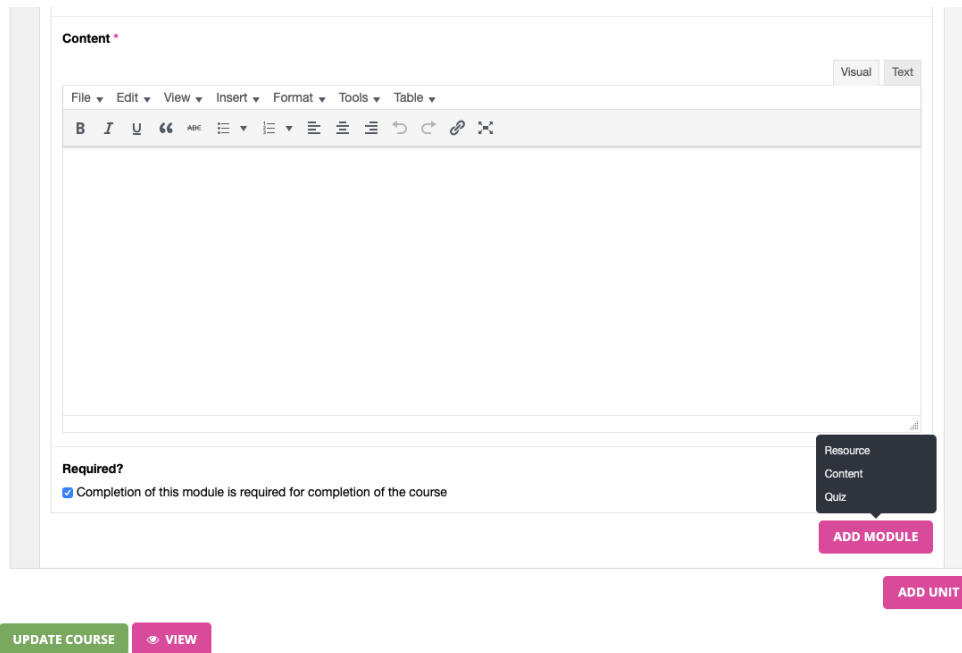 Content *
Visual Text
File Edit View Insert Format Tools Table
B I U “ ABE
Required?
Completion of this module is required for completion of the course
Resource
Content
Quiz
ADD MODULE
ADD UNIT
UPDATE COURSE VIEW